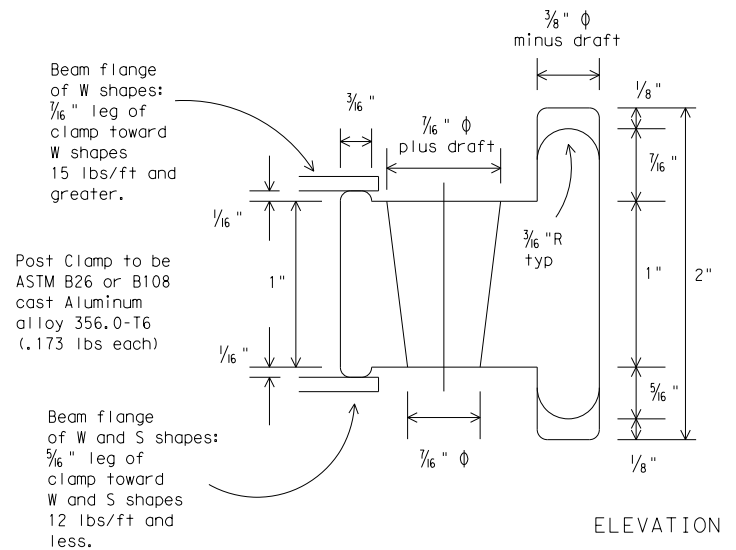 3/8" ϕ
minus draft
Beam flange
of W shapes:
7/16" leg of
clamp toward
W shapes
15 lbs/ft and
greater.
3/16"
7/16" ϕ
plus draft
1/8"
7/16"
1/16"
3/16"R
typ
Post Clamp to be
ASTM B26 or B108
cast Aluminum
alloy 356.0-T6
(.173 lbs each)
1"
1"
2"
1/16"
5/16"
Beam flange
of W and S shapes:
5/16" leg of
clamp toward
W and S shapes
12 lbs/ft and
less.
7/16" ϕ
1/8"
ELEVATION